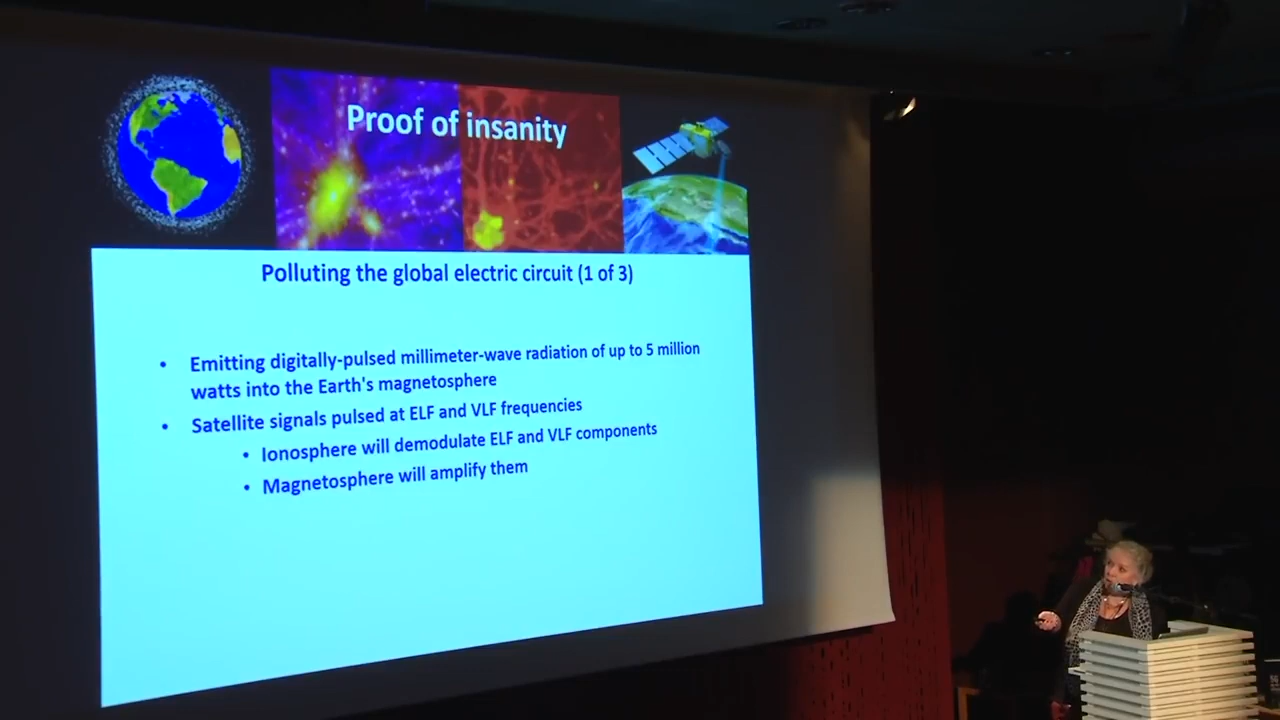 Proof of insanity
Polluting the global electric circuit (1 of 3)
• Emitting digitally-pulsed millimeter-wave radiation of up to 5 million
watts into the Earth's magnetosphere
• Satellite signals pulsed at ELF and VLF frequencies
• Ionosphere will demodulate ELF and VLF components
• Magnetosphere will amplify them